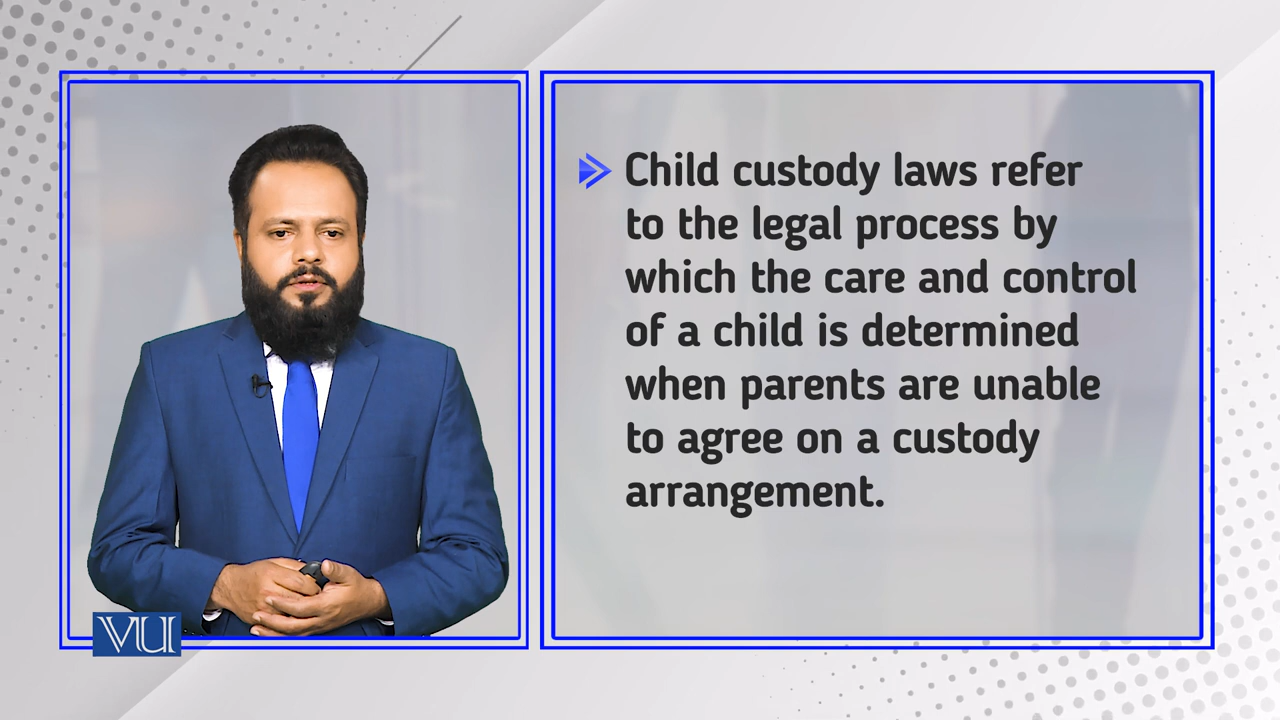 Child custody laws refer
to the legal process by
which the care and control
of a child is determined
when parents are unable
to agree on a custody
arrangement.
VU